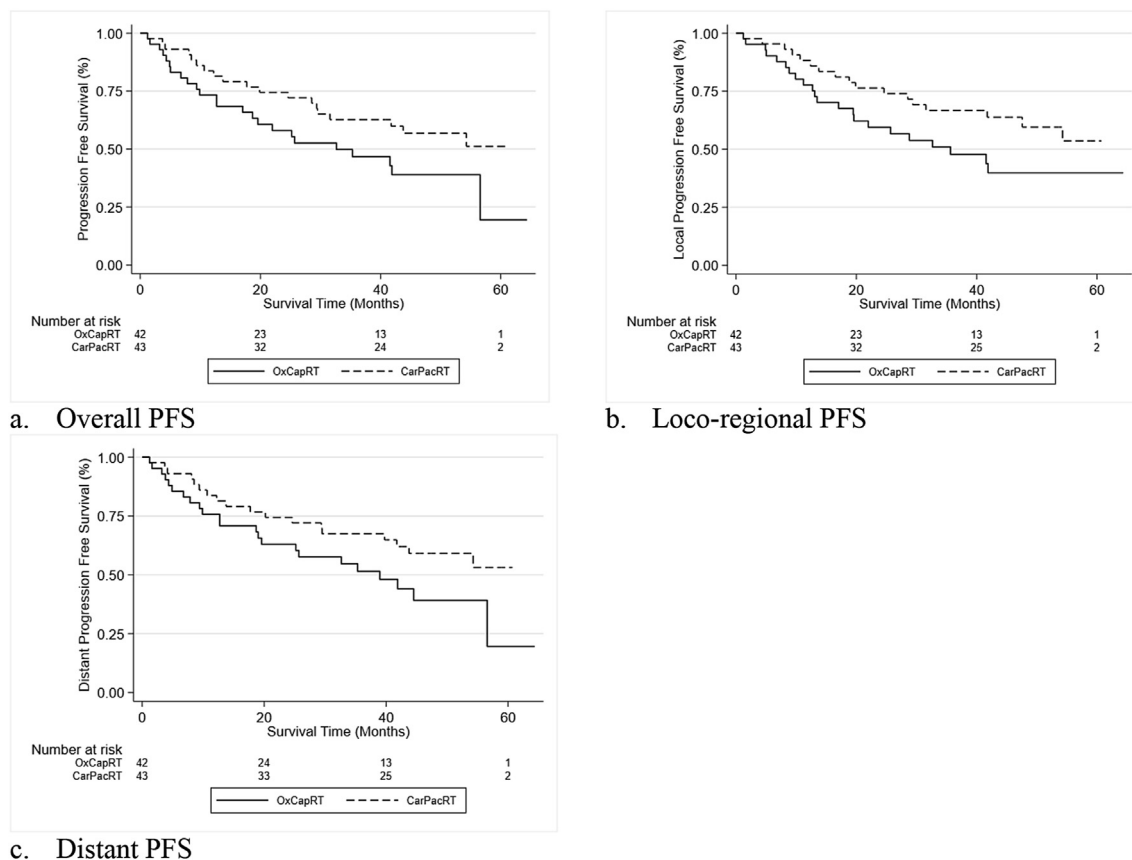 Progression Free Survival (%)
1.00
0.75
0.50
0.25
0.00
0 20 40 60
Survival Time (Months)
Number at risk
OxCapRT 42 23 13 1
CarPacRT 43 32 24 2
OxCapRT CarPacRT
a. Overall PFS
Local Progression Free Survival (%)
1.00
0.75
0.50
0.25
0.00
0 20 40 60
Survival Time (Months)
Number at risk
OxCapRT 42 23 13 1
CarPacRT 43 32 25 2
OxCapRT CarPacRT
b. Loco-regional PFS
Distant Progression Free Survival (%)
1.00
0.75
0.50
0.25
0.00
0 20 40 60
Survival Time (Months)
Number at risk
OxCapRT 42 24 13 1
CarPacRT 43 33 25 2
OxCapRT CarPacRT
c. Distant PFS